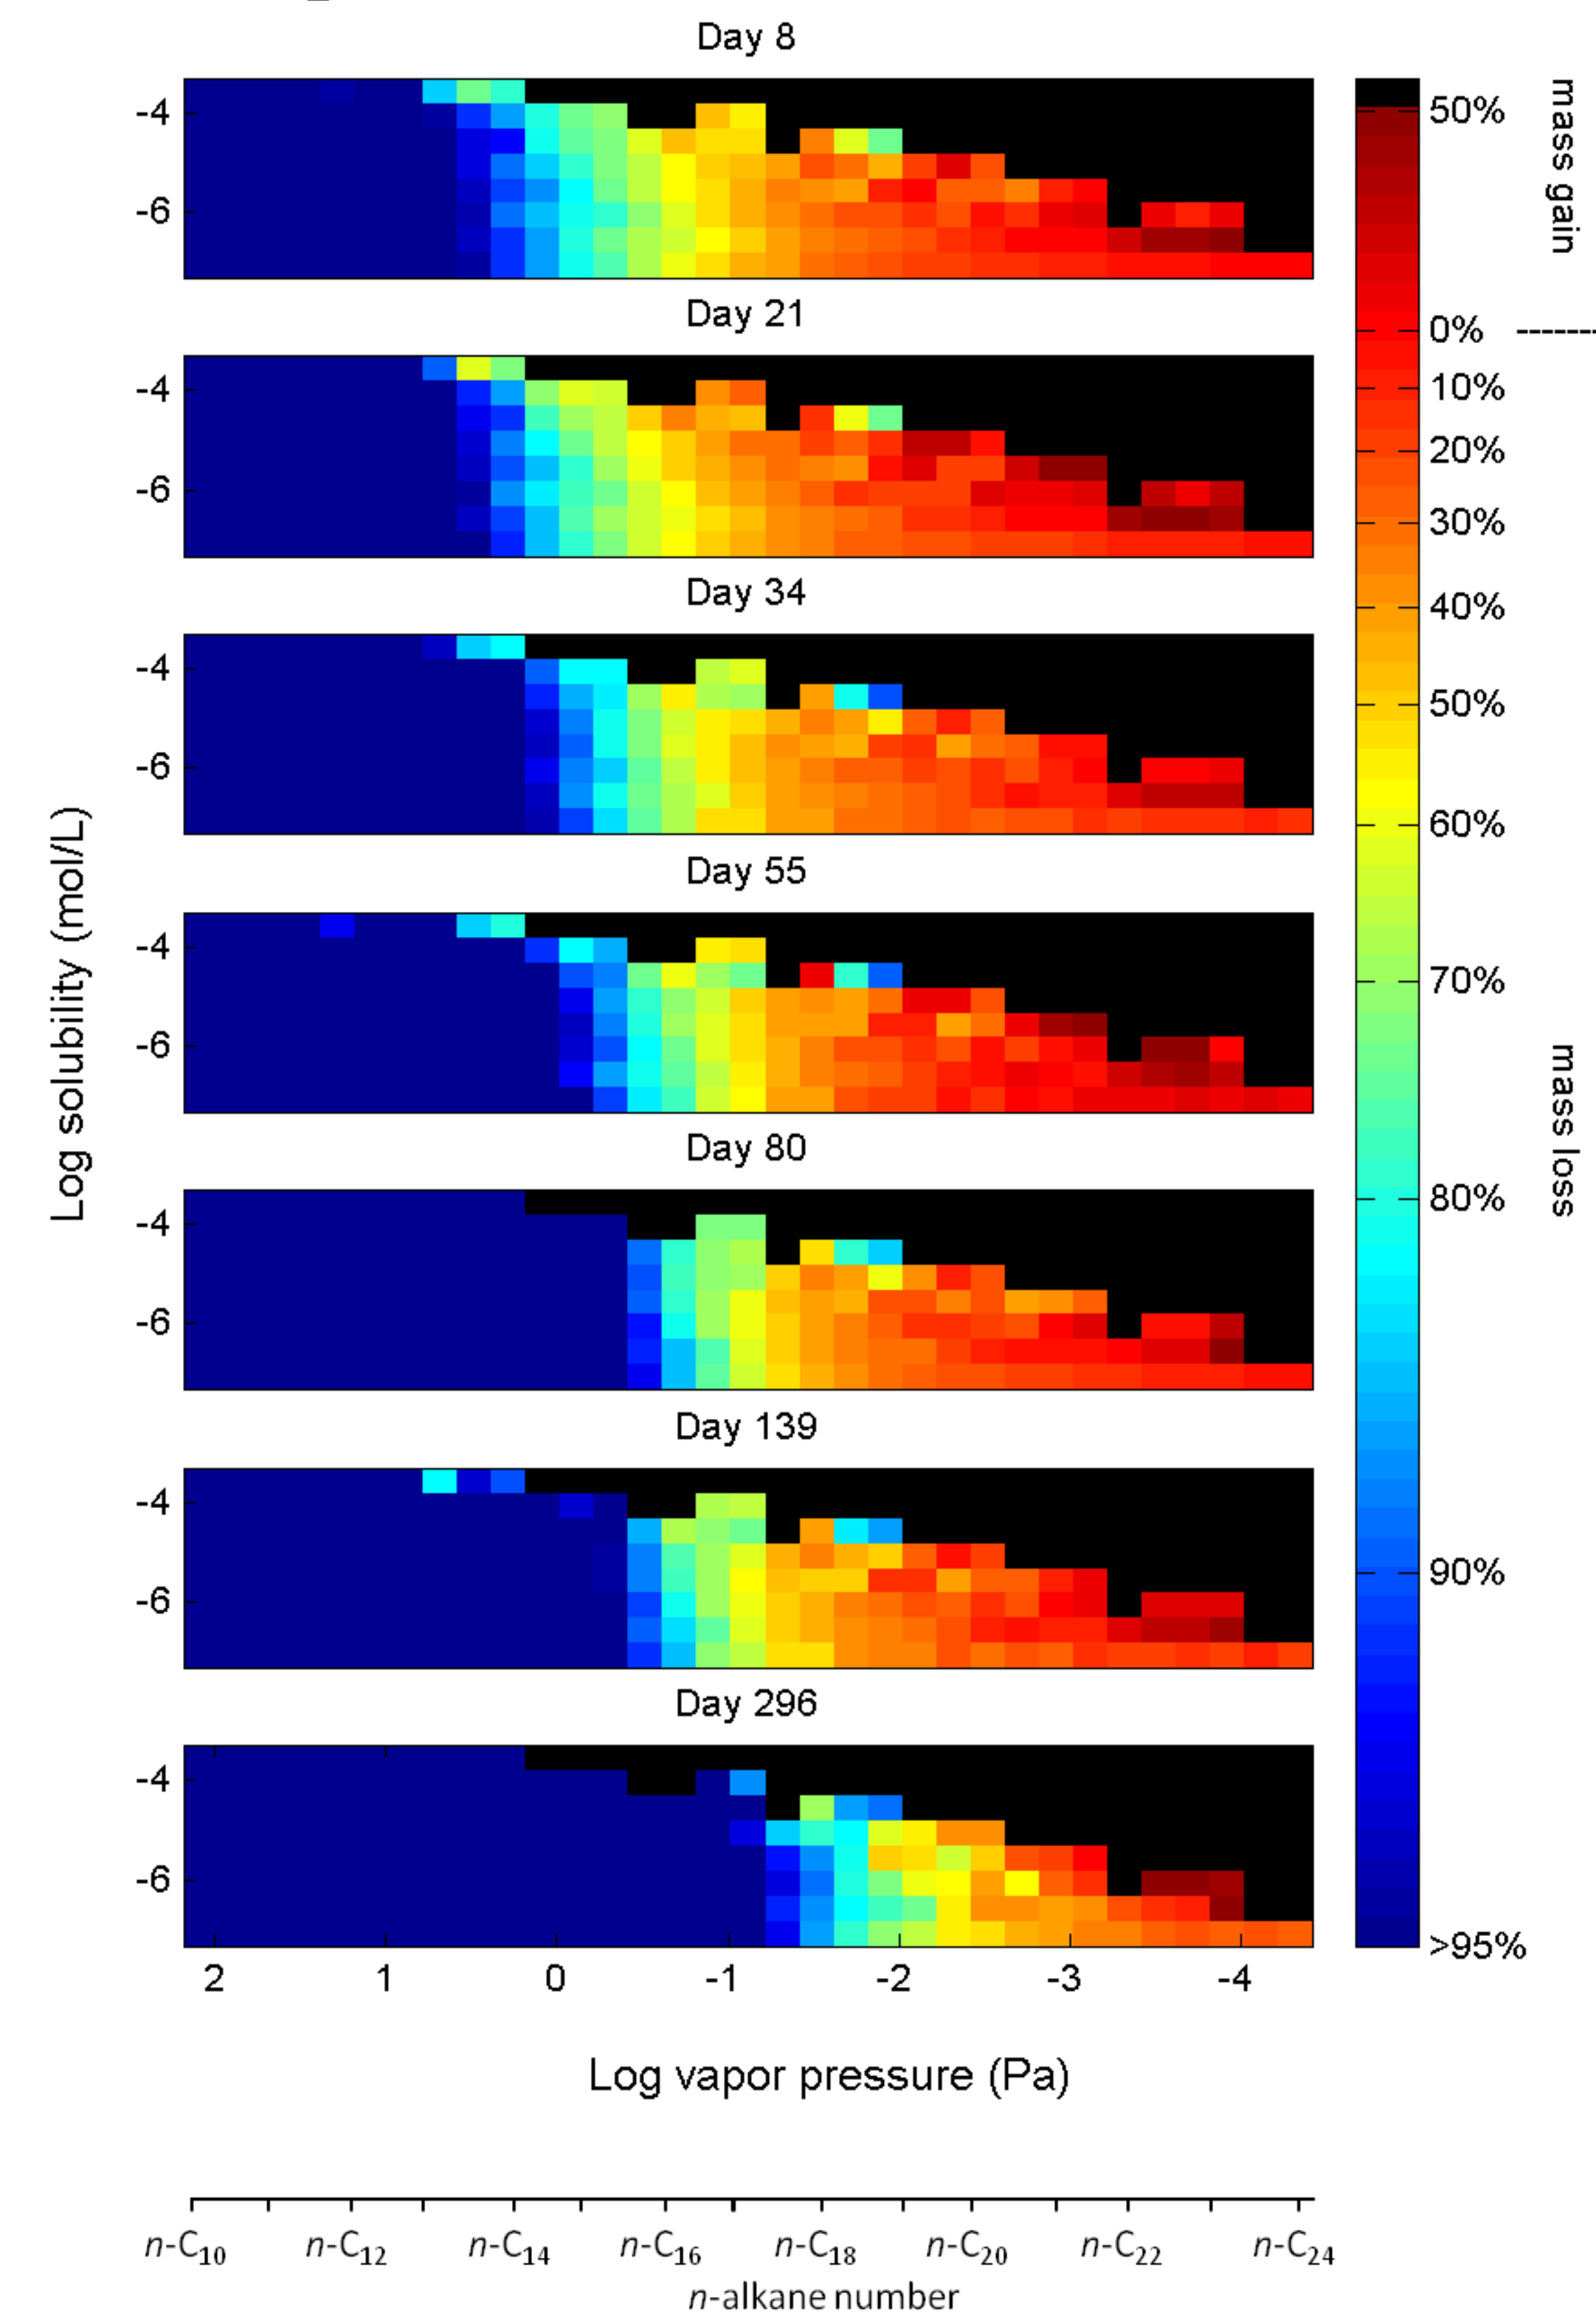 Day 8
-4
-6
Day 21
-4
-6
Day 34
-4
-6
Day 55
-4
-6
Day 80
-4
-6
Day 139
-4
-6
Day 296
-4
-6
2 1 0 -1 -2 -3 -4
Log solubility (mol/L)
Log vapor pressure (Pa)
n-C10 n-C12 n-C14 n-C16 n-C18 n-C20 n-C22 n-C24
n-alkane number
50%
0%
10%
20%
30%
40%
50%
60%
70%
80%
90%
>95%
mass gain
mass loss